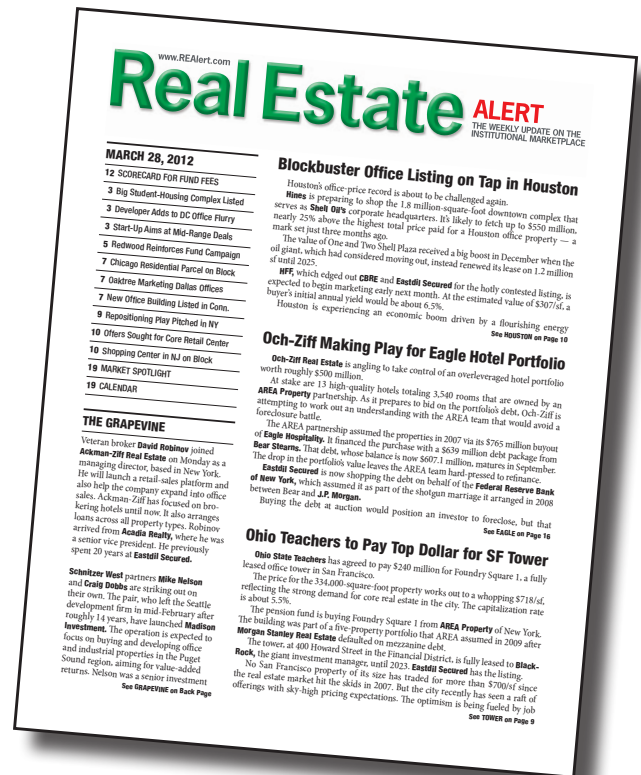 www.REAlert.com
Real Estate
ALERT
THE WEEKLY UPDATE ON THE
INSTITUTIONAL MARKETPLACE
MARCH 28, 2012
12 SCORECARD FOR FUND FEES
3 Big Student-Housing Complex Listed
3 Developer Adds to DC Office Flurry
3 Start-Up Aims at Mid-Range Deals
5 Redwood Reinforces Fund Campaign
7 Chicago Residential Parcel on Block
7 Oaktree Marketing Dallas Offices
7 New Office Building Listed in Conn.
9 Repositioning Play Pitched in NY
10 Offers Sought for Core Retail Center
10 Shopping Center in NJ on Block
19 MARKET SPOTLIGHT
19 CALENDAR
THE GRAPEVINE
Veteran broker David Robinov joined
Ackman-Ziff Real Estate on Monday as a
managing director, based in New York.
He will launch a retail-sales platform and
also help the company expand into office
sales. Ackman-Ziff has focused on bro-
kering hotels until now. It also arranges
loans across all property types. Robinov
arrived from Acadia Realty, where he was
a senior vice president. He previously
spent 20 years at Eastdil Secured.
Schnitzer West partners Mike Nelson
and Craig Dobbs are striking out on
their own. The pair, who left the Seattle
development firm in mid-February after
roughly 14 years, have launched Madison
Investment. The operation is expected to
focus on buying and developing office
and industrial properties in the Puget
Sound region, aiming for value-added
returns. Nelson was a senior investment
See GRAPEVINE on Back Page
Blockbuster Office Listing on Tap in Houston
Houston's office-price record is about to be challenged again.
Hines is preparing to shop the 1.8 million-square-foot downtown complex that
serves as Shell Oil's corporate headquarters. It's likely to fetch up to $550 million,
nearly 25% above the highest total price paid for a Houston office property — a
mark set just three months ago.
The value of One and Two Shell Plaza received a big boost in December when the
oil giant, which had considered moving out, instead renewed its lease on 1.2 million
sf until 2025.
HFF, which edged out CBRE and Eastdil Secured for the hotly contested listing, is
expected to begin marketing early next month. At the estimated value of $307/sf, a
buyer's initial annual yield would be about 6.5%.
Houston is experiencing an economic boom driven by a flourishing energy
See HOUSTON on Page 10
Och-Ziff Making Play for Eagle Hotel Portfolio
Och-Ziff Real Estate is angling to take control of an overleveraged hotel portfolio
worth roughly $500 million.
At stake are 13 high-quality hotels totaling 3,540 rooms that are owned by an
AREA Property partnership. As it prepares to bid on the portfolio's debt, Och-Ziff is
attempting to work out an understanding with the AREA team that would avoid a
foreclosure battle.
The AREA partnership assumed the properties in 2007 via its $765 million buyout
of Eagle Hospitality. It financed the purchase with a $639 million debt package from
Bear Stearns. That debt, whose balance is now $607.1 million, matures in September.
The drop in the portfolio's value leaves the AREA team hard-pressed to refinance.
Eastdil Secured is now shopping the debt on behalf of the Federal Reserve Bank
of New York, which assumed it as part of the shotgun marriage it arranged in 2008
between Bear and J.P. Morgan.
Buying the debt at auction would position an investor to foreclose, but that
See EAGLE on Page 16
Ohio Teachers to Pay Top Dollar for SF Tower
Ohio State Teachers has agreed to pay $240 million for Foundry Square 1, a fully
leased office tower in San Francisco.
The price for the 334,000-square-foot property works out to a whopping $718/sf,
reflecting the strong demand for core real estate in the city. The capitalization rate
is about 5.5%.
The pension fund is buying Foundry Square 1 from AREA Property of New York.
The building was part of a five-property portfolio that AREA assumed in 2009 after
Morgan Stanley Real Estate defaulted on mezzanine debt.
The tower, at 400 Howard Street in the Financial District, is fully leased to Black-
Rock, the giant investment manager, until 2023. Eastdil Secured has the listing.
No San Francisco property of its size has traded for more than $700/sf since
the real estate market hit the skids in 2007. But the city recently has seen a raft of
offerings with sky-high pricing expectations. The optimism is being fueled by job
See TOWER on Page 9